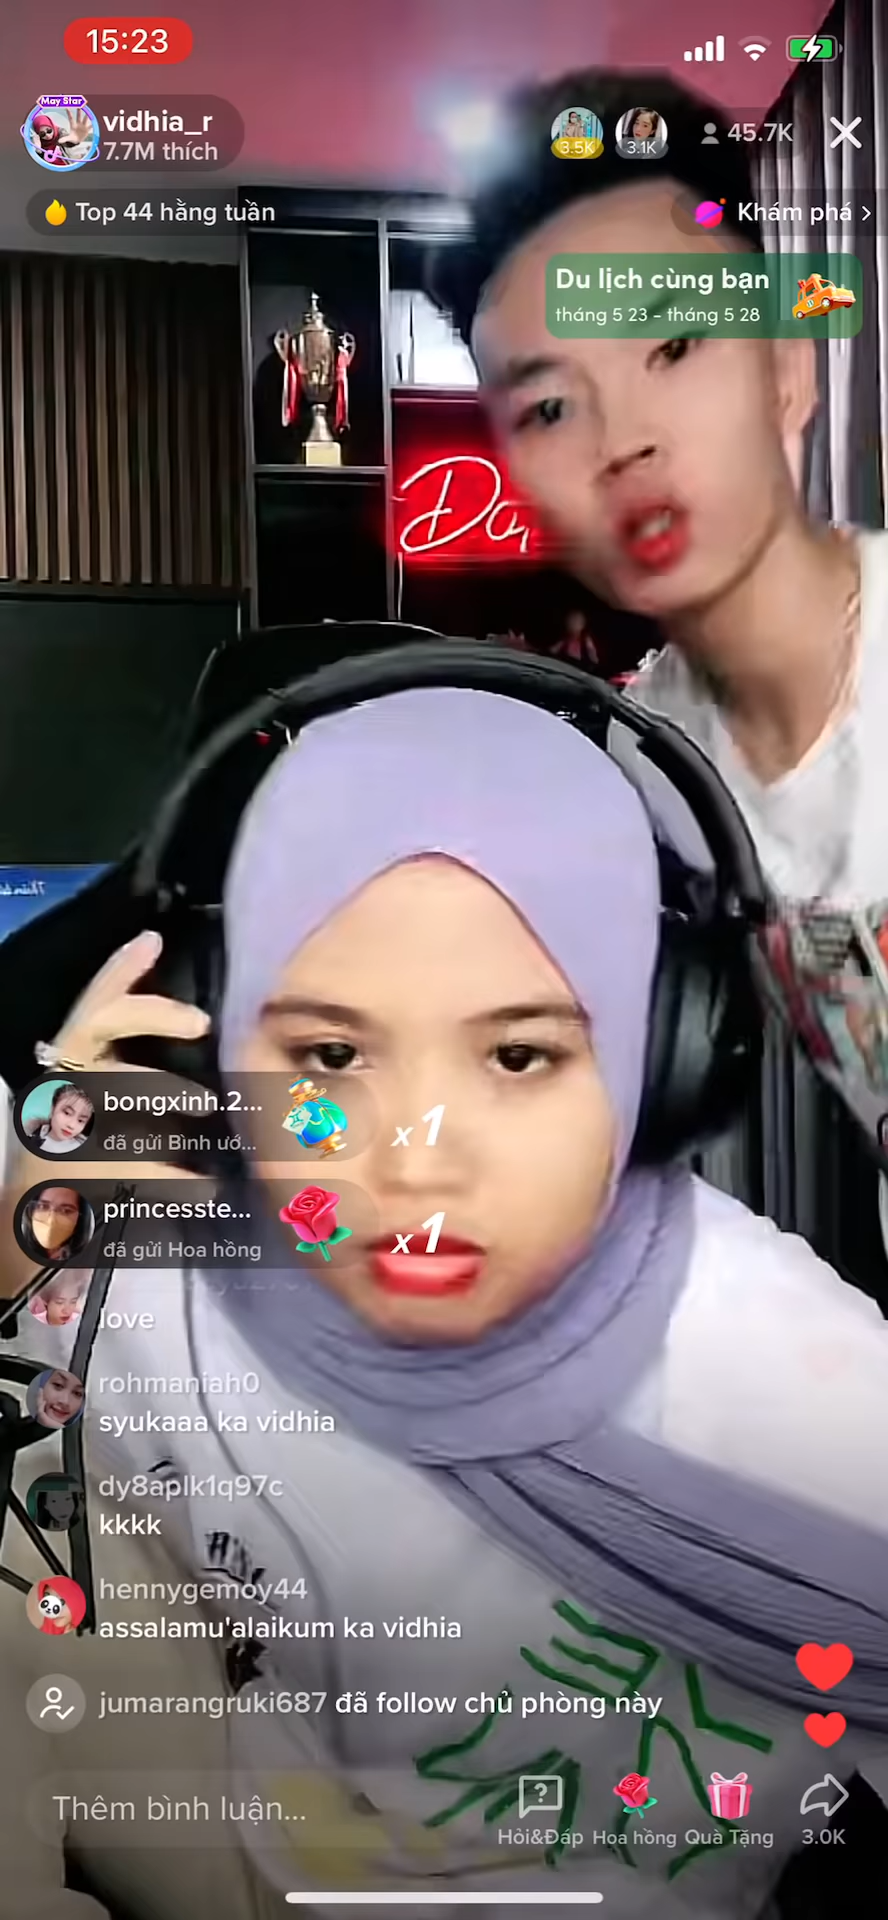 15:23
May Star
vidhia_r
7.7M thích
3.5K
3.1K
45.7K
Top 44 hằng tuần
Khám phá >
Du lịch cùng bạn
tháng 5 23 - tháng 5 28
bongxinh.2...
đã gửi Bình ướ...
x1
princesste...
đã gửi Hoa hồng
x1
love
rohmaniah0
syukaaa ka vidhia
dy8aplk1q97c
kkkk
hennygemoy44
assalamu'alaikum ka vidhia
jumarangruki687 đã follow chủ phòng này
Thêm bình luận...
Hỏi&Đáp
Hoa hồng
Quà Tặng
3.0K